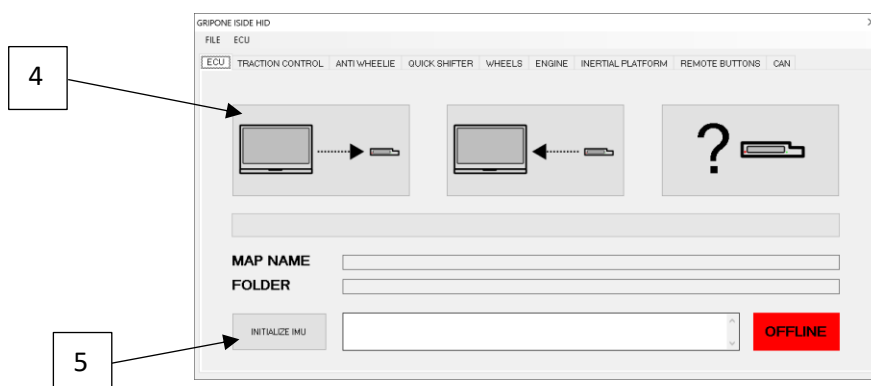 GRIPONE ISIDE HID
FILE ECU
4
ECU TRACTION CONTROL ANTI WHEELIE QUICK SHIFTER WHEELS ENGINE INERTIAL PLATFORM REMOTE BUTTONS CAN
?
MAP NAME
FOLDER
INITIALIZE IMU
OFFLINE
5